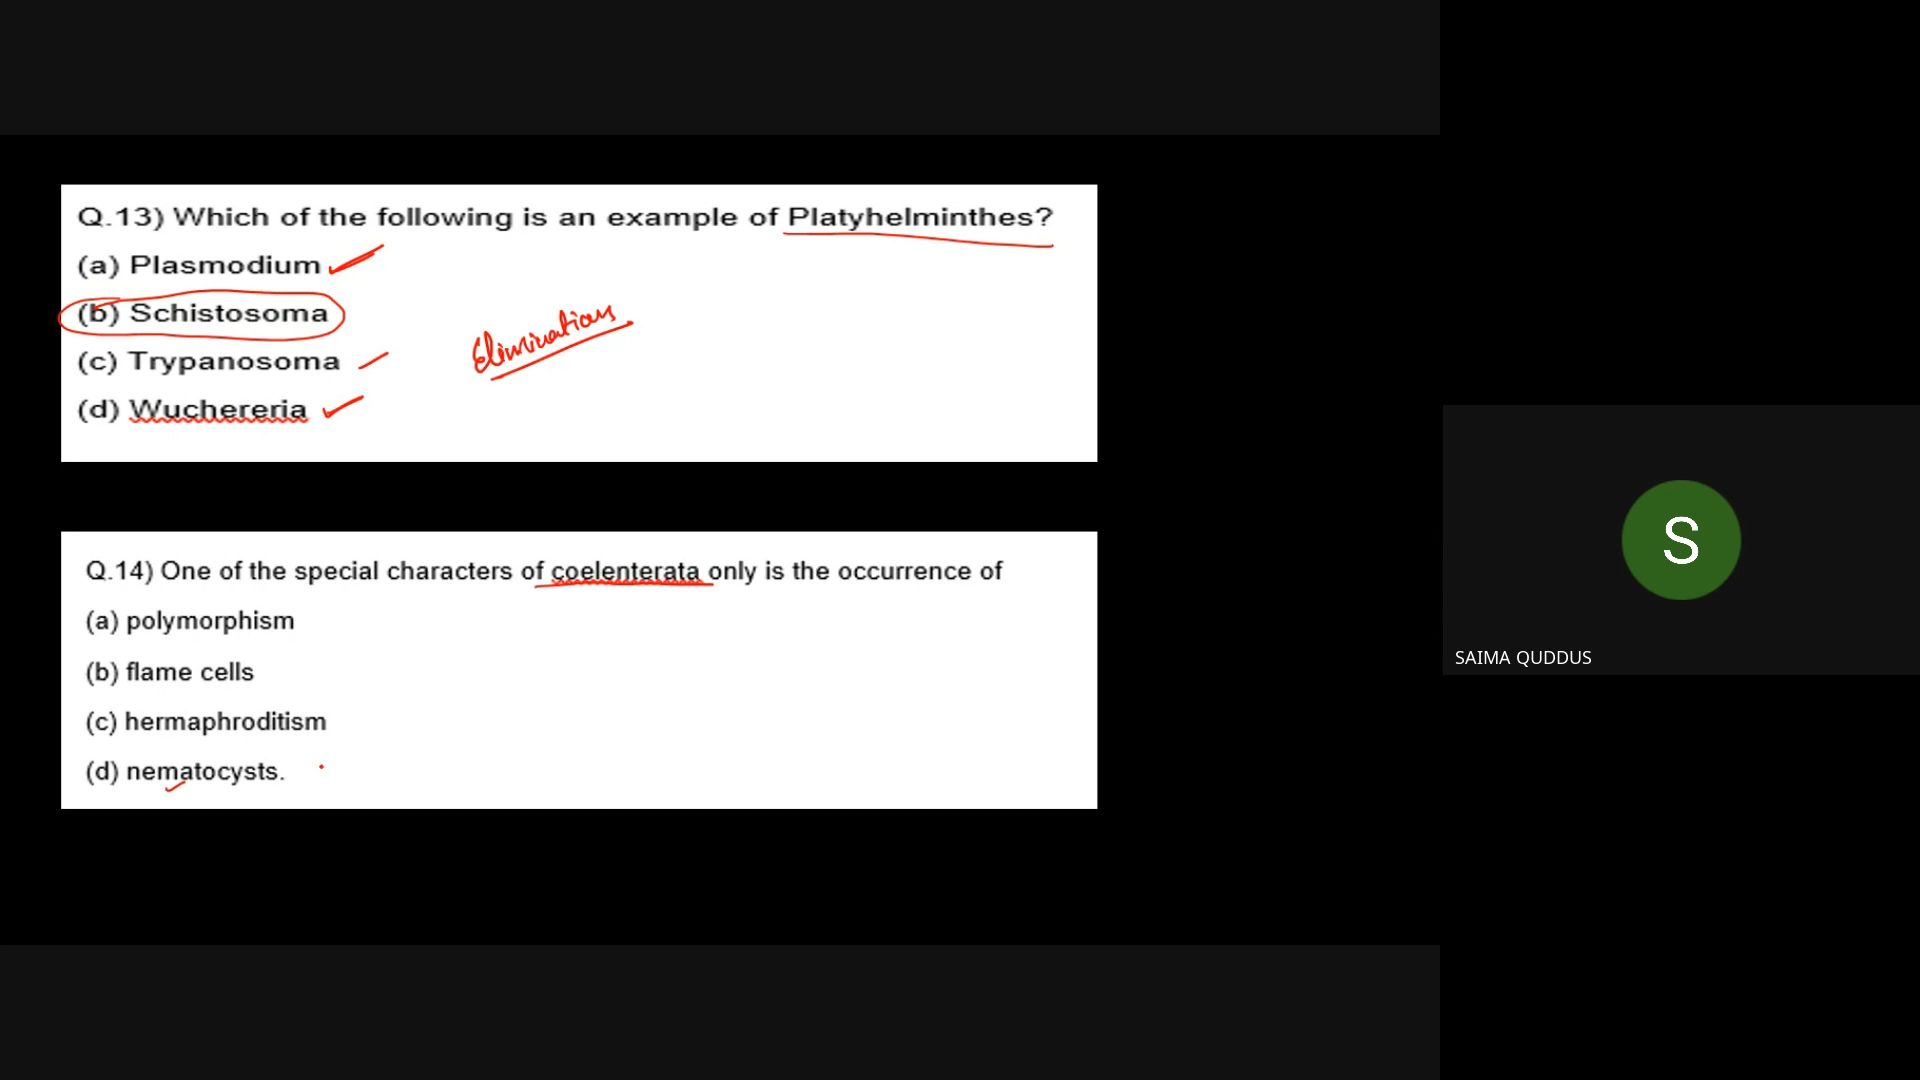 Q.13) Which of the following is an example of Platyhelminthes?
(a) Plasmodium
(b) Schistosoma
(c) Trypanosoma
(d) Wuchereria
Eliminations
Q.14) One of the special characters of coelenterata only is the occurrence of
(a) polymorphism
(b) flame cells
(c) hermaphroditism
(d) nematocysts.
S
SAIMA QUDDUS